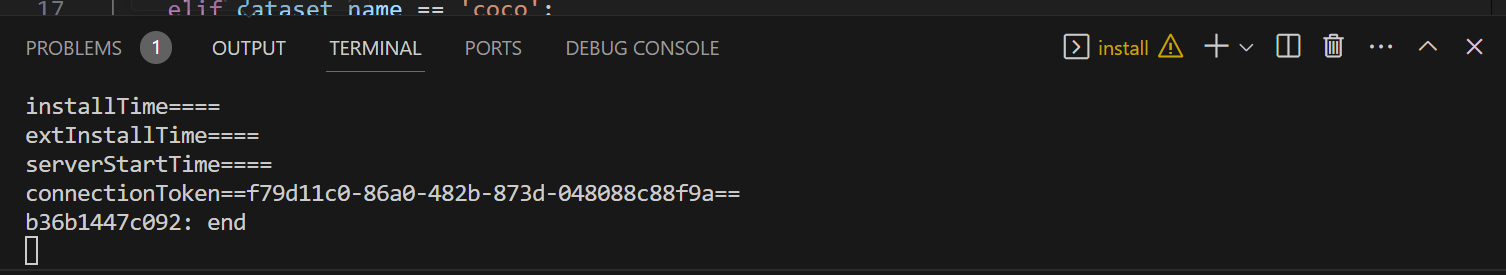 17 elif dataset_name == 'coco':
PROBLEMS 1 OUTPUT TERMINAL PORTS DEBUG CONSOLE install
installTime====
extInstallTime====
serverStartTime====
connectionToken==f79d11c0-86a0-482b-873d-048088c88f9a==
b36b1447c092: end